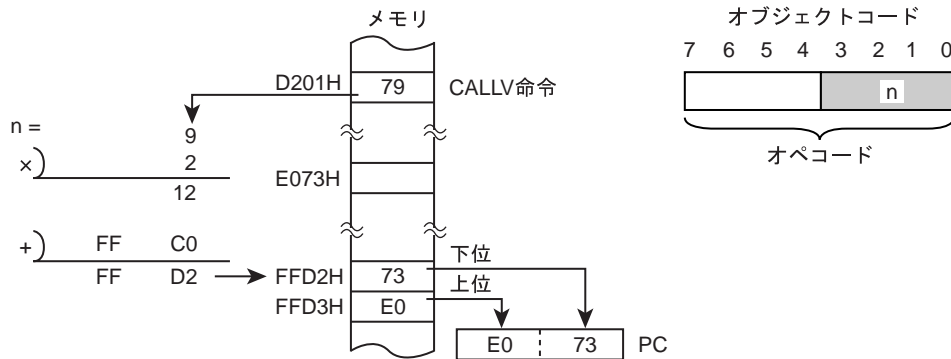 メモリ
オブジェクトコード
7 6 5 4 3 2 1 0
D201H 79 CALLV命令
n
オペコード
n = 9
×) 2
12
E073H
+) FF C0
FF D2
FFD2H 73 下位
FFD3H E0 上位
E0 73 PC